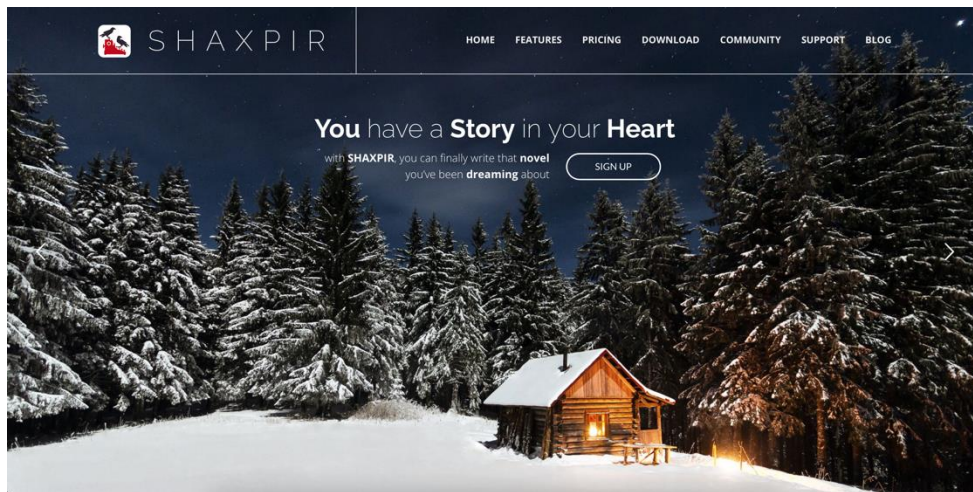 SHAXPIR
HOME FEATURES PRICING DOWNLOAD COMMUNITY SUPPORT BLOG
You have a Story in your Heart
with SHAXPIR, you can finally write that novel
you've been dreaming about
SIGN UP